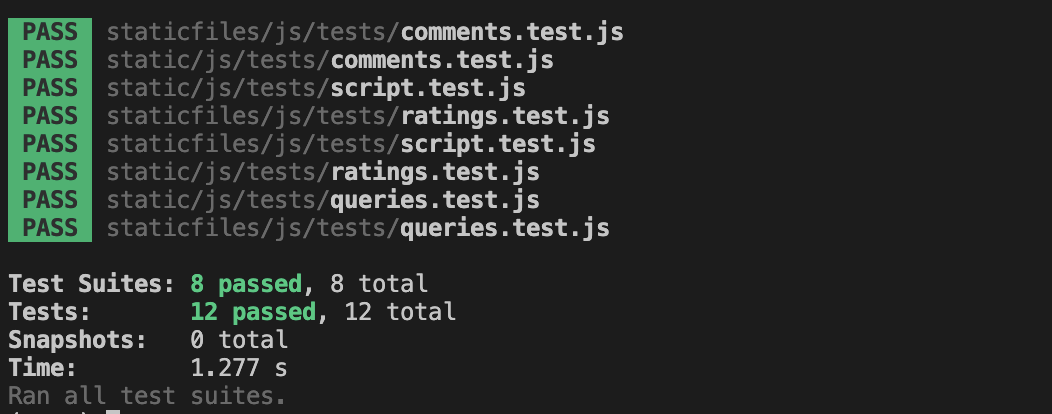 PASS staticfiles/js/tests/comments.test.js
PASS static/js/tests/comments.test.js
PASS static/js/tests/script.test.js
PASS staticfiles/js/tests/ratings.test.js
PASS staticfiles/js/tests/script.test.js
PASS static/js/tests/ratings.test.js
PASS static/js/tests/queries.test.js
PASS staticfiles/js/tests/queries.test.js
Test Suites: 8 passed, 8 total
Tests: 12 passed, 12 total
Snapshots: 0 total
Time: 1.277 s
Ran all test suites.